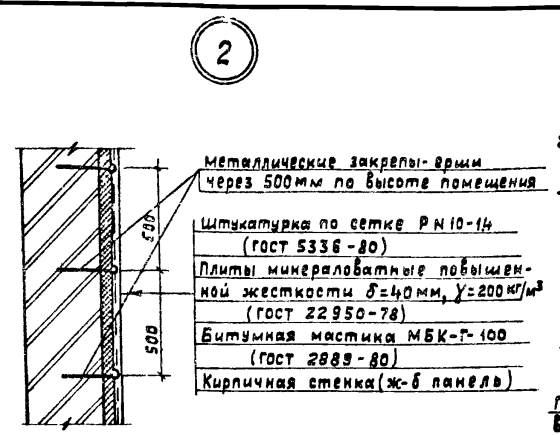 2
Металлические закрепы-ерши
через 500мм по высоте помещения
Штукатурка по сетке Р N 10-1,4
(гост 5336-80)
Плиты минераловатные повышен-
ной жесткости δ=40мм, γ=200кг/м³
(гост 22950-78)
Битумная мастика МБК-Г-100
(гост 2889-80)
Кирпичная стенка(ж-б панель)
500
500